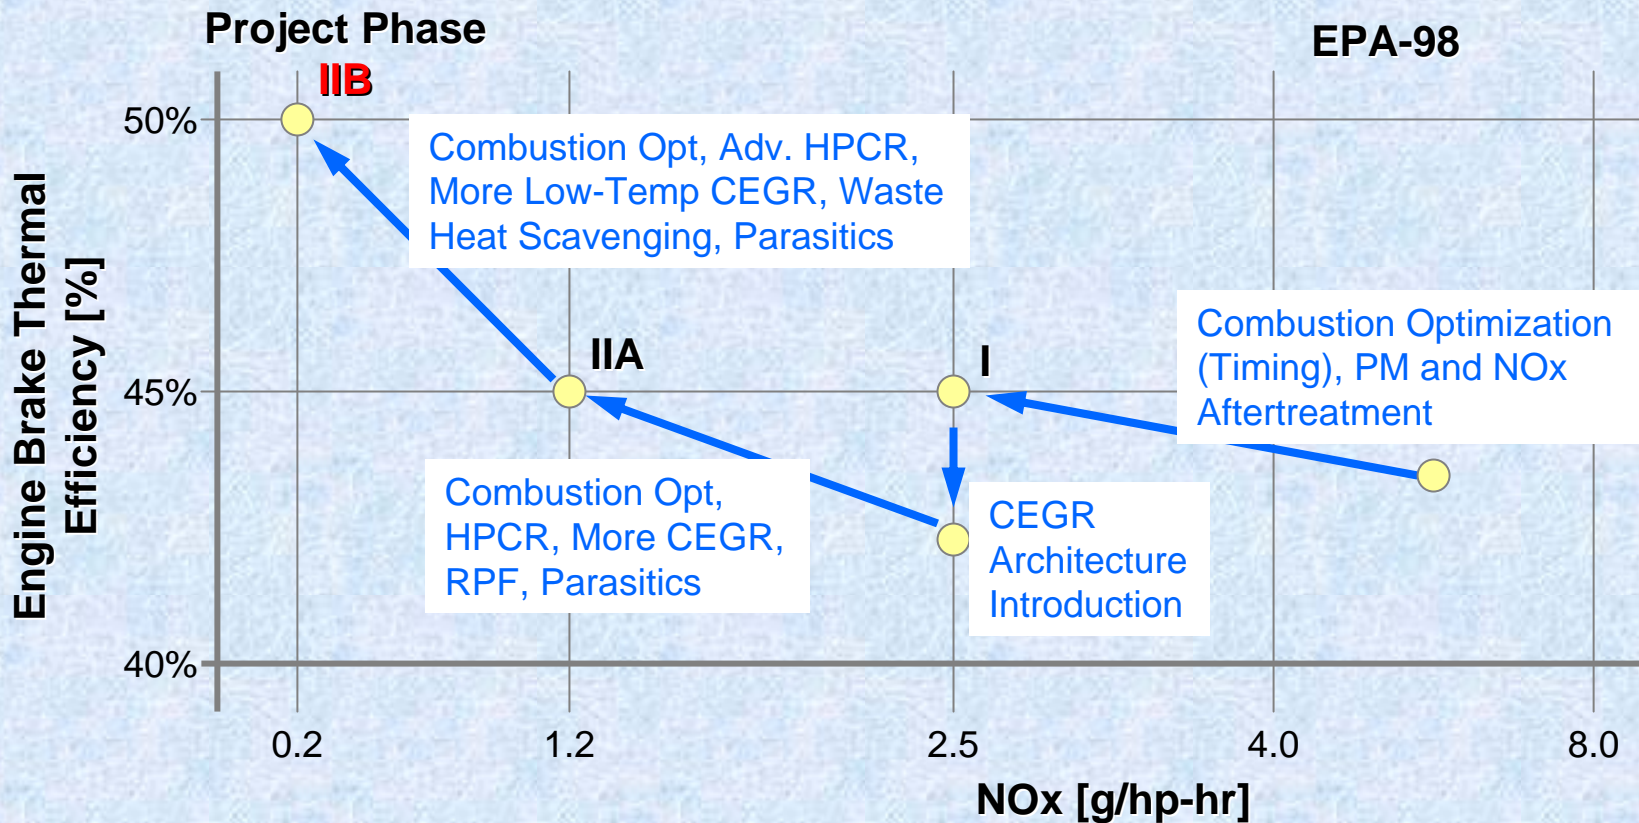 Project Phase
IIB
EPA-98
Engine Brake Thermal
Efficiency [%]
50%
45%
40%
Combustion Opt, Adv. HPCR,
More Low-Temp CEGR, Waste
Heat Scavenging, Parasitics
IIA
I
Combustion Optimization
(Timing), PM and NOx
Aftertreatment
Combustion Opt,
HPCR, More CEGR,
RPF, Parasitics
CEGR
Architecture
Introduction
0.2
1.2
2.5
4.0
8.0
NOx [g/hp-hr]